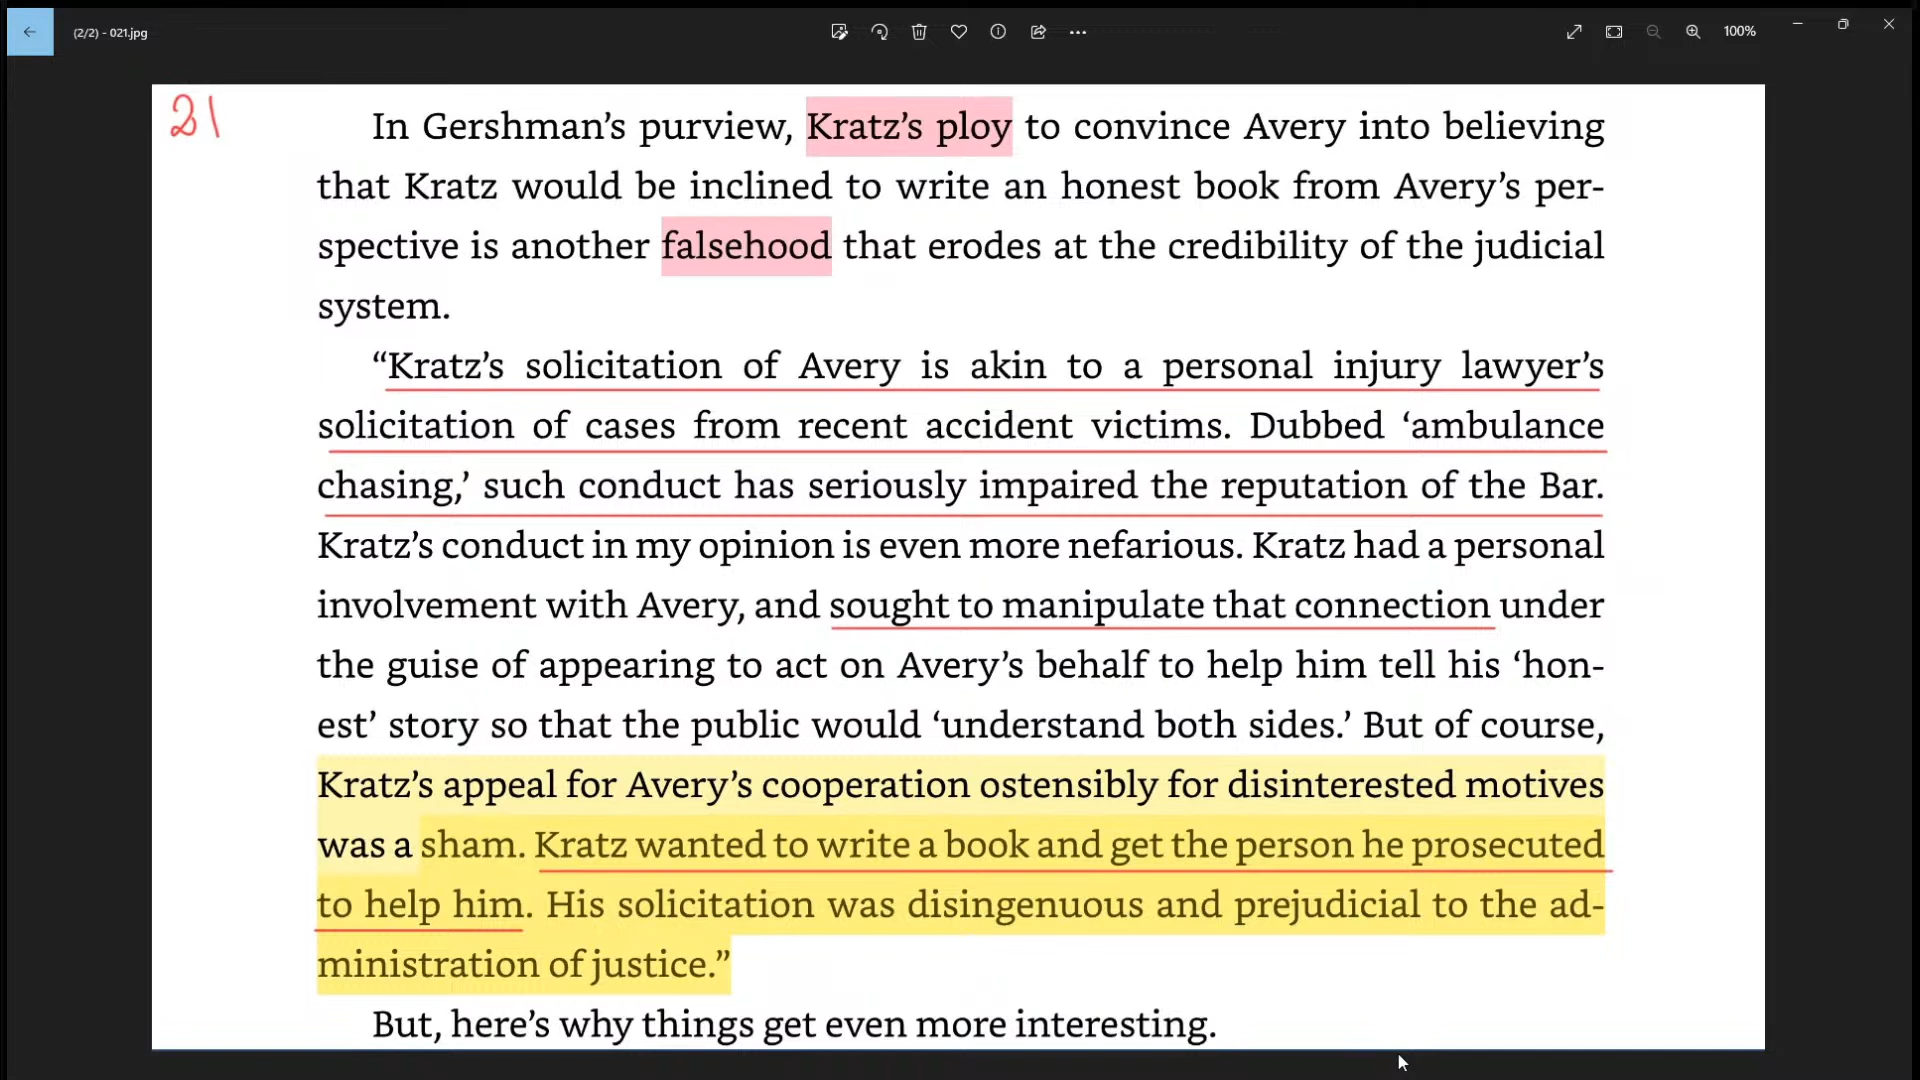 (2/2) - 021.jpg
100%
21
In Gershman’s purview, Kratz’s ploy to convince Avery into believing
that Kratz would be inclined to write an honest book from Avery’s per-
spective is another falsehood that erodes at the credibility of the judicial
system.
“Kratz’s solicitation of Avery is akin to a personal injury lawyer’s
solicitation of cases from recent accident victims. Dubbed ‘ambulance
chasing,’ such conduct has seriously impaired the reputation of the Bar.
Kratz’s conduct in my opinion is even more nefarious. Kratz had a personal
involvement with Avery, and sought to manipulate that connection under
the guise of appearing to act on Avery’s behalf to help him tell his ‘hon-
est’ story so that the public would ‘understand both sides.’ But of course,
Kratz’s appeal for Avery’s cooperation ostensibly for disinterested motives
was a sham. Kratz wanted to write a book and get the person he prosecuted
to help him. His solicitation was disingenuous and prejudicial to the ad-
ministration of justice.”
But, here’s why things get even more interesting.